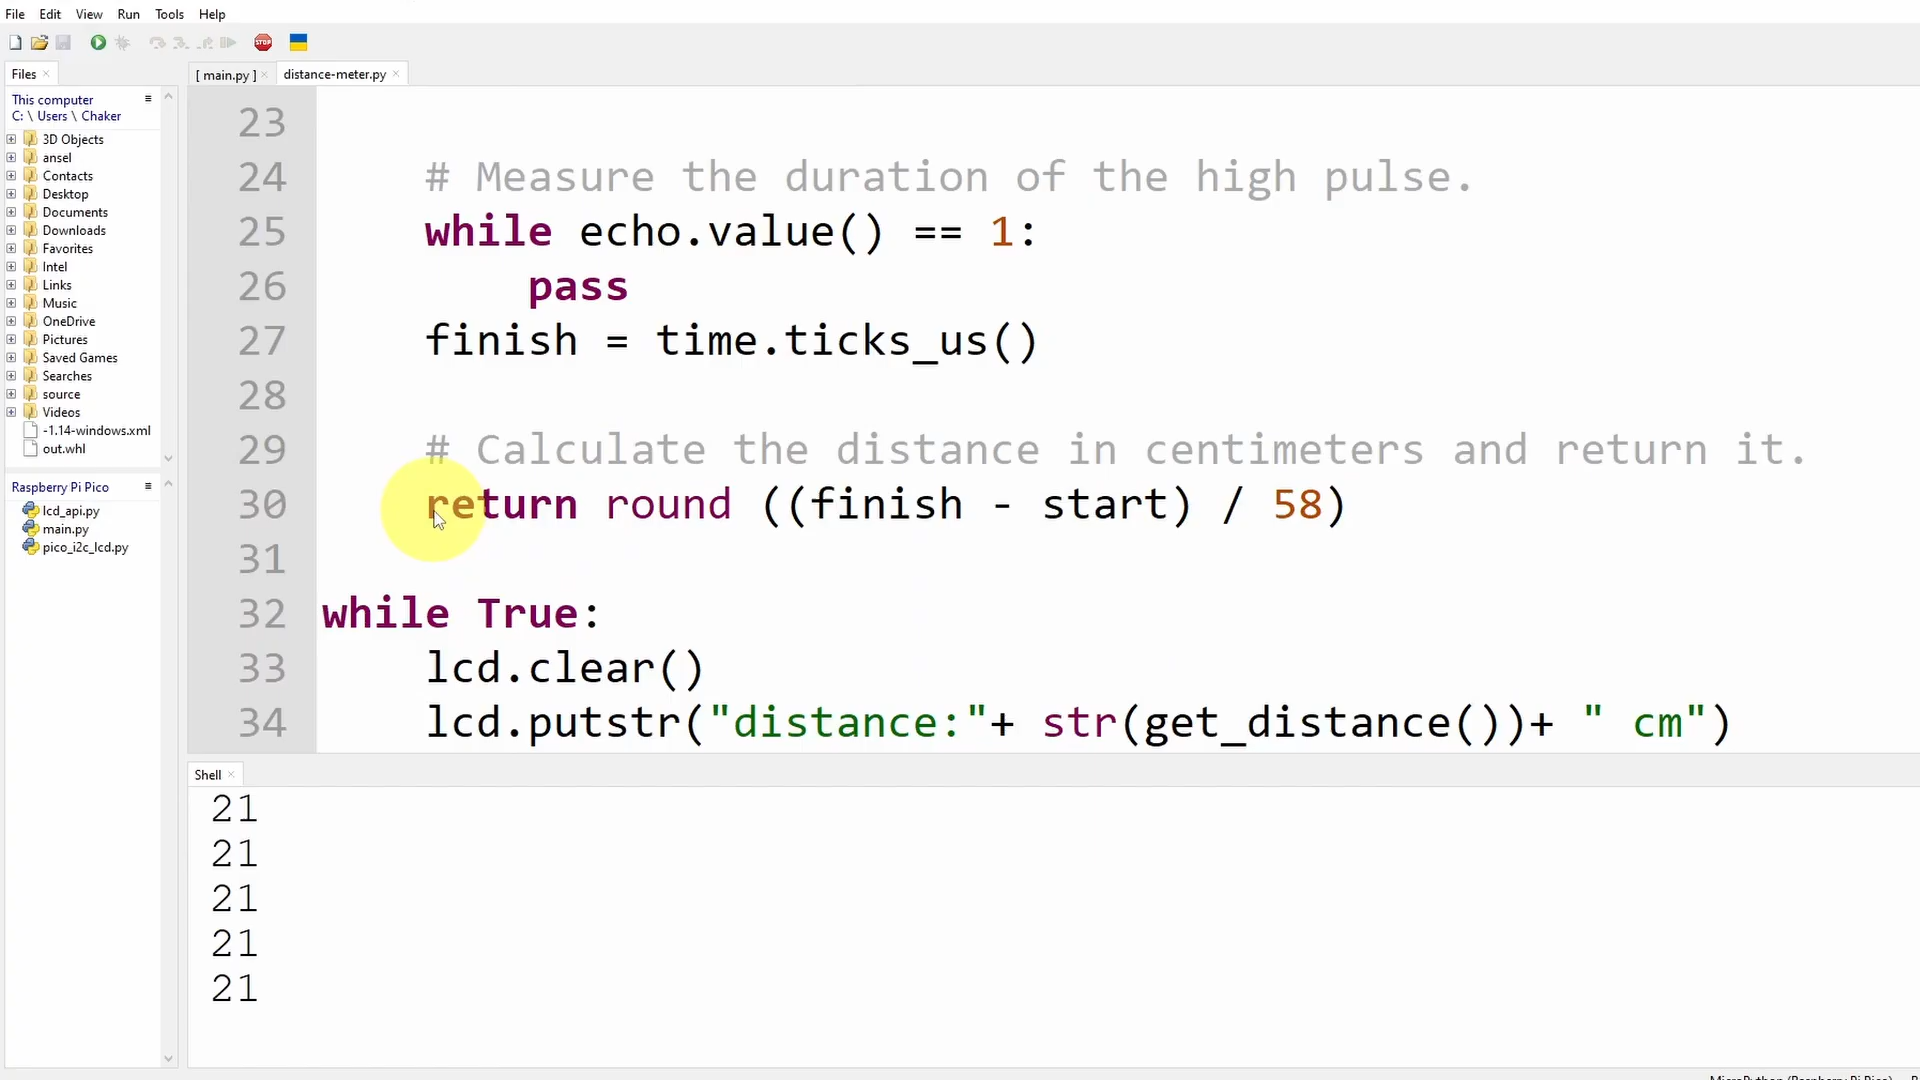 File Edit View Run Tools Help
STOP
Files
[ main.py ] distance-meter.py
This computer
C: \ Users \ Chaker
3D Objects
ansel
Contacts
Desktop
Documents
Downloads
Favorites
Intel
Links
Music
OneDrive
Pictures
Saved Games
Searches
source
Videos
-1.14-windows.xml
out.whl
Raspberry Pi Pico
lcd_api.py
main.py
pico_i2c_lcd.py
23
24 # Measure the duration of the high pulse.
25 while echo.value() == 1:
26 pass
27 finish = time.ticks_us()
28
29 # Calculate the distance in centimeters and return it.
30 return round ((finish - start) / 58)
31
32 while True:
33 lcd.clear()
34 lcd.putstr("distance:"+ str(get_distance())+ " cm")
Shell
21
21
21
21
21
MicroPython (Raspberry Pi Pico)